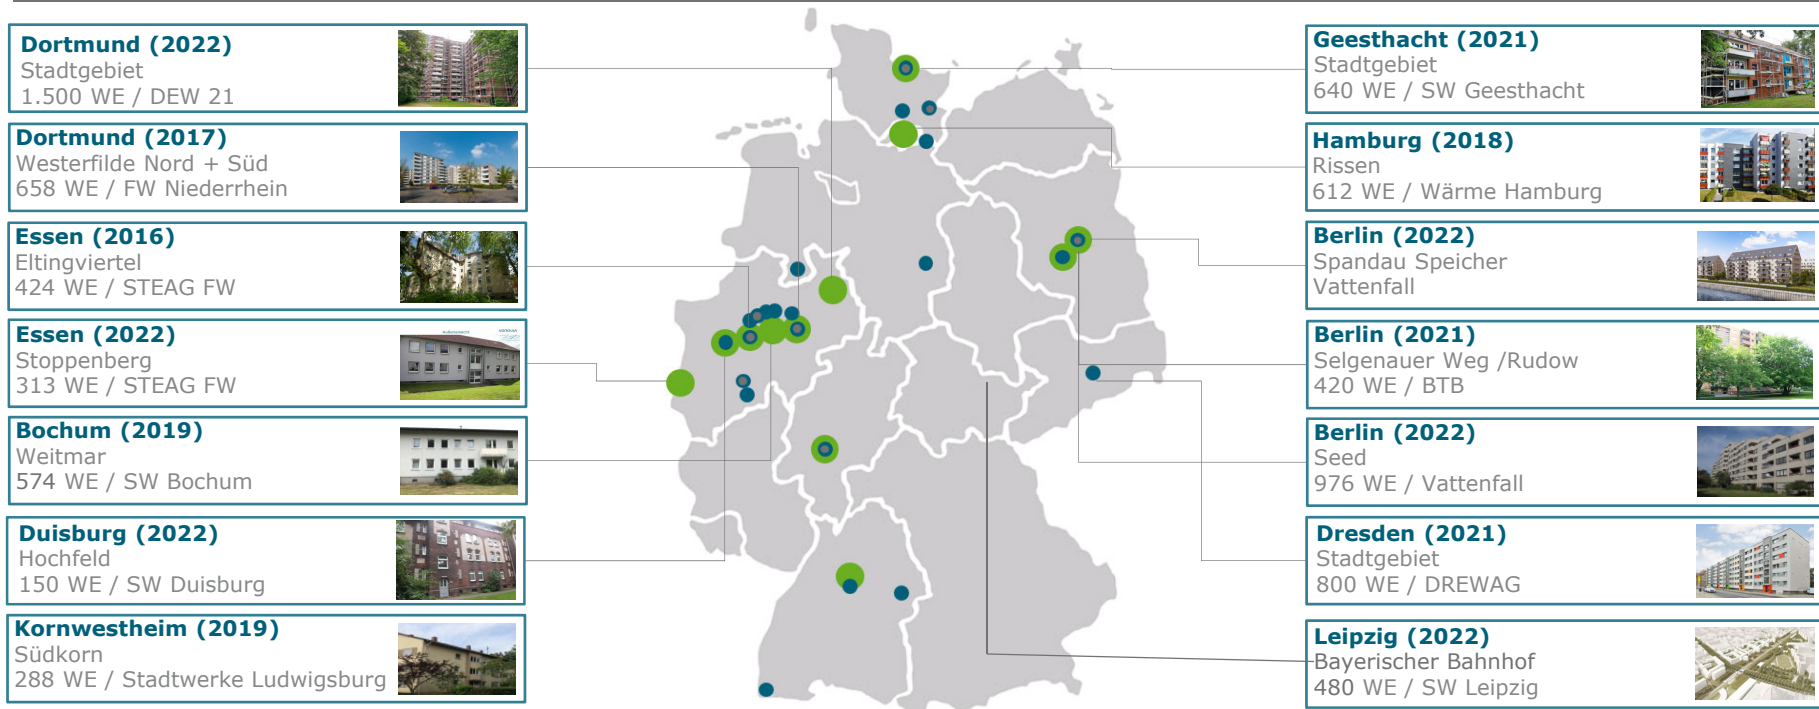 Dortmund (2022)
Stadtgebiet
1.500 WE / DEW 21
Dortmund (2017)
Westerfilde Nord + Süd
658 WE / FW Niederrhein
Essen (2016)
Eltingviertel
424 WE / STEAG FW
Essen (2022)
Stoppenberg
313 WE / STEAG FW
Bochum (2019)
Weitmar
574 WE / SW Bochum
Duisburg (2022)
Hochfeld
150 WE / SW Duisburg
Kornwestheim (2019)
Südkorn
288 WE / Stadtwerke Ludwigsburg
Geesthacht (2021)
Stadtgebiet
640 WE / SW Geesthacht
Hamburg (2018)
Rissen
612 WE / Wärme Hamburg
Berlin (2022)
Spandau Speicher
Vattenfall
Berlin (2021)
Selgenauer Weg /Rudow
420 WE / BTB
Berlin (2022)
Seed
976 WE / Vattenfall
Dresden (2021)
Stadtgebiet
800 WE / DREWAG
Leipzig (2022)
Bayerischer Bahnhof
480 WE / SW Leipzig